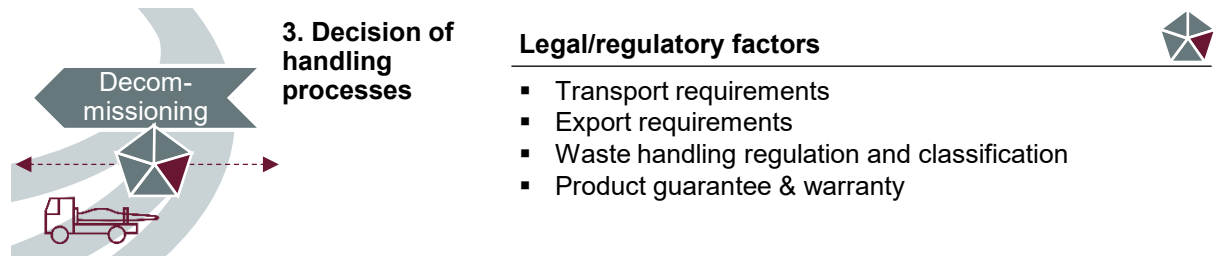 Decom-
missioning
3. Decision of
handling
processes
Legal/regulatory factors
▪ Transport requirements
▪ Export requirements
▪ Waste handling regulation and classification
▪ Product guarantee & warranty